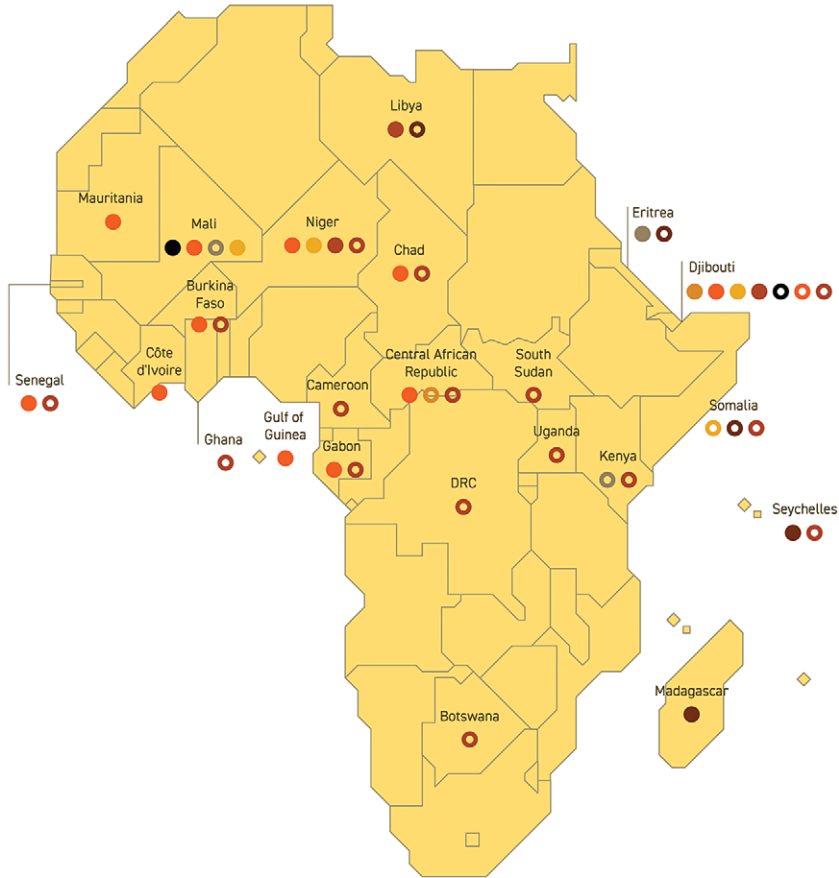 Libya
Mauritania
Mali
Niger
Chad
Eritrea
Djibouti
Burkina
Faso
Côte
d'Ivoire
Central African
Republic
South
Sudan
Senegal
Cameroon
Gulf of
Guinea
Ghana
Gabon
Uganda
Kenya
Somalia
DRC
Seychelles
Madagascar
Botswana